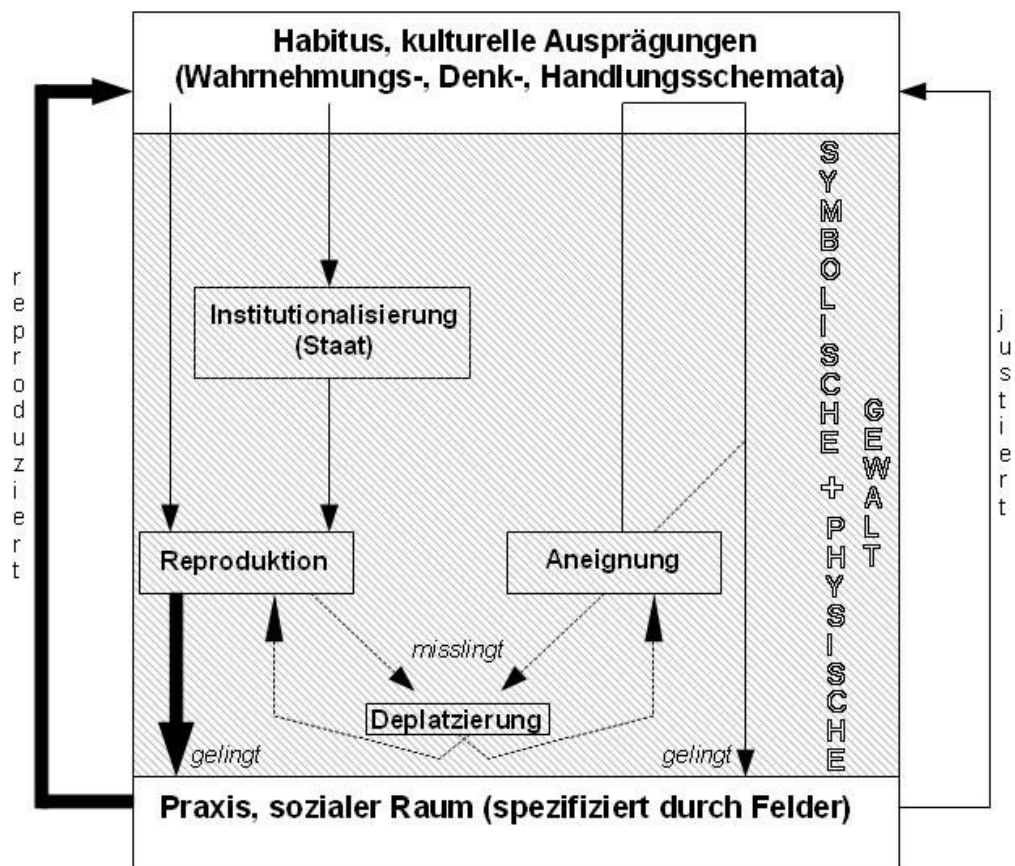 Habitus, kulturelle Ausprägungen
(Wahrnehmungs-, Denk-, Handlungsschemata)
reproduziert
Institutionalisierung
(Staat)
SYMBOLISCHE + PHYSISCHE
GEWALT
justiert
Reproduktion
Aneignung
misslingt
Deplatzierung
gelingt
gelingt
Praxis, sozialer Raum (spezifiziert durch Felder)